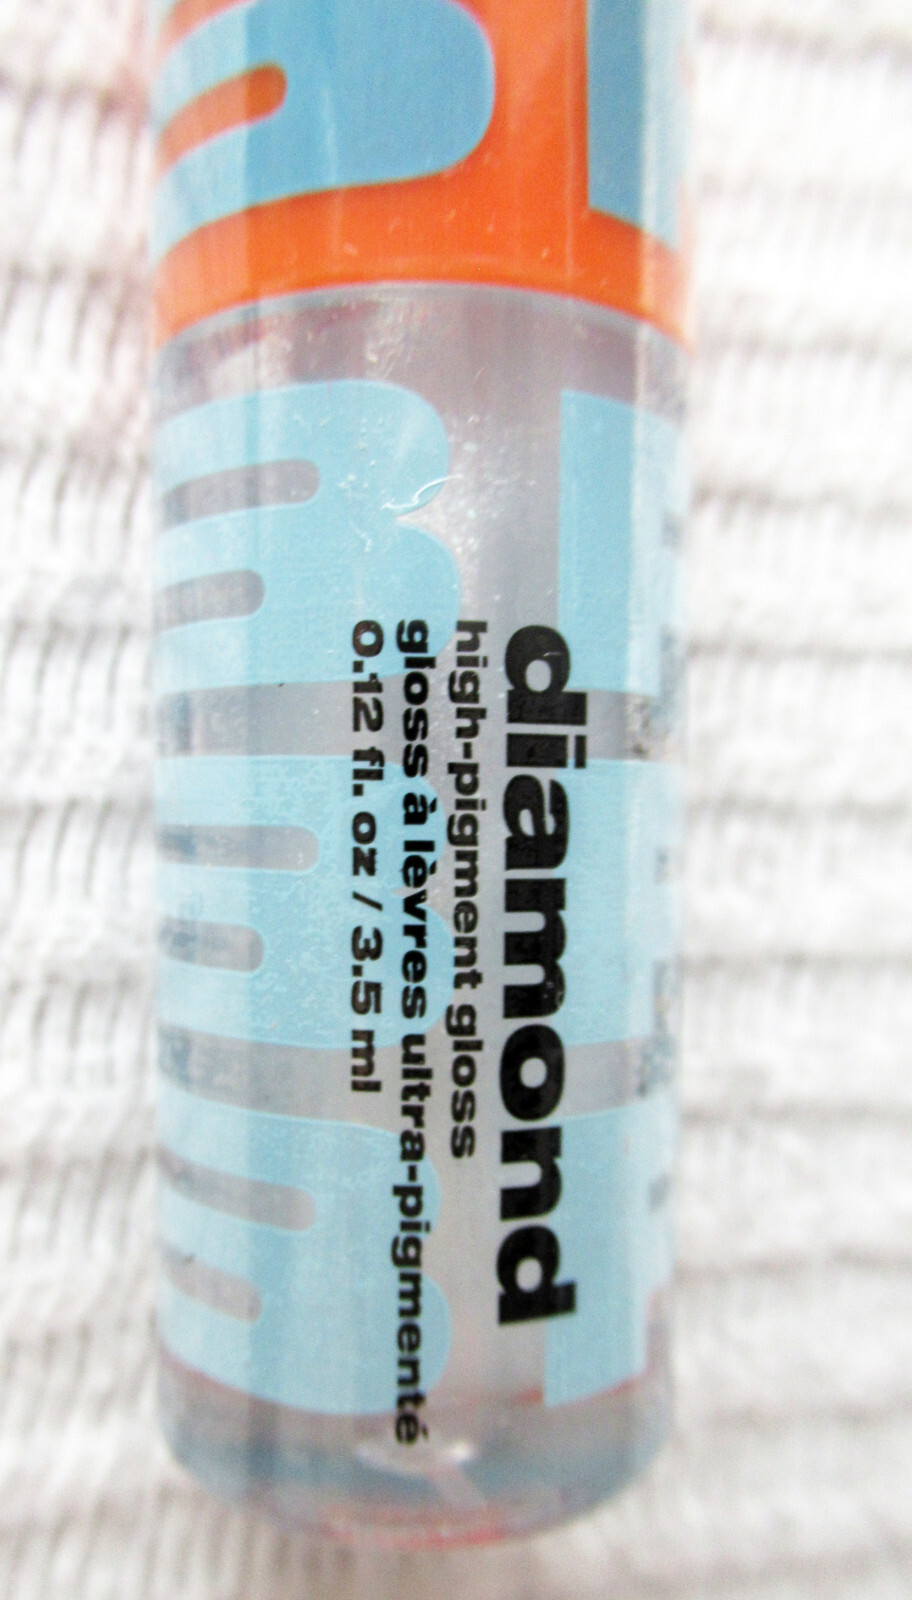 diamond
high-pigment gloss
gloss à lèvres ultra-pigmenté
0.12 fl. oz / 3.5 ml